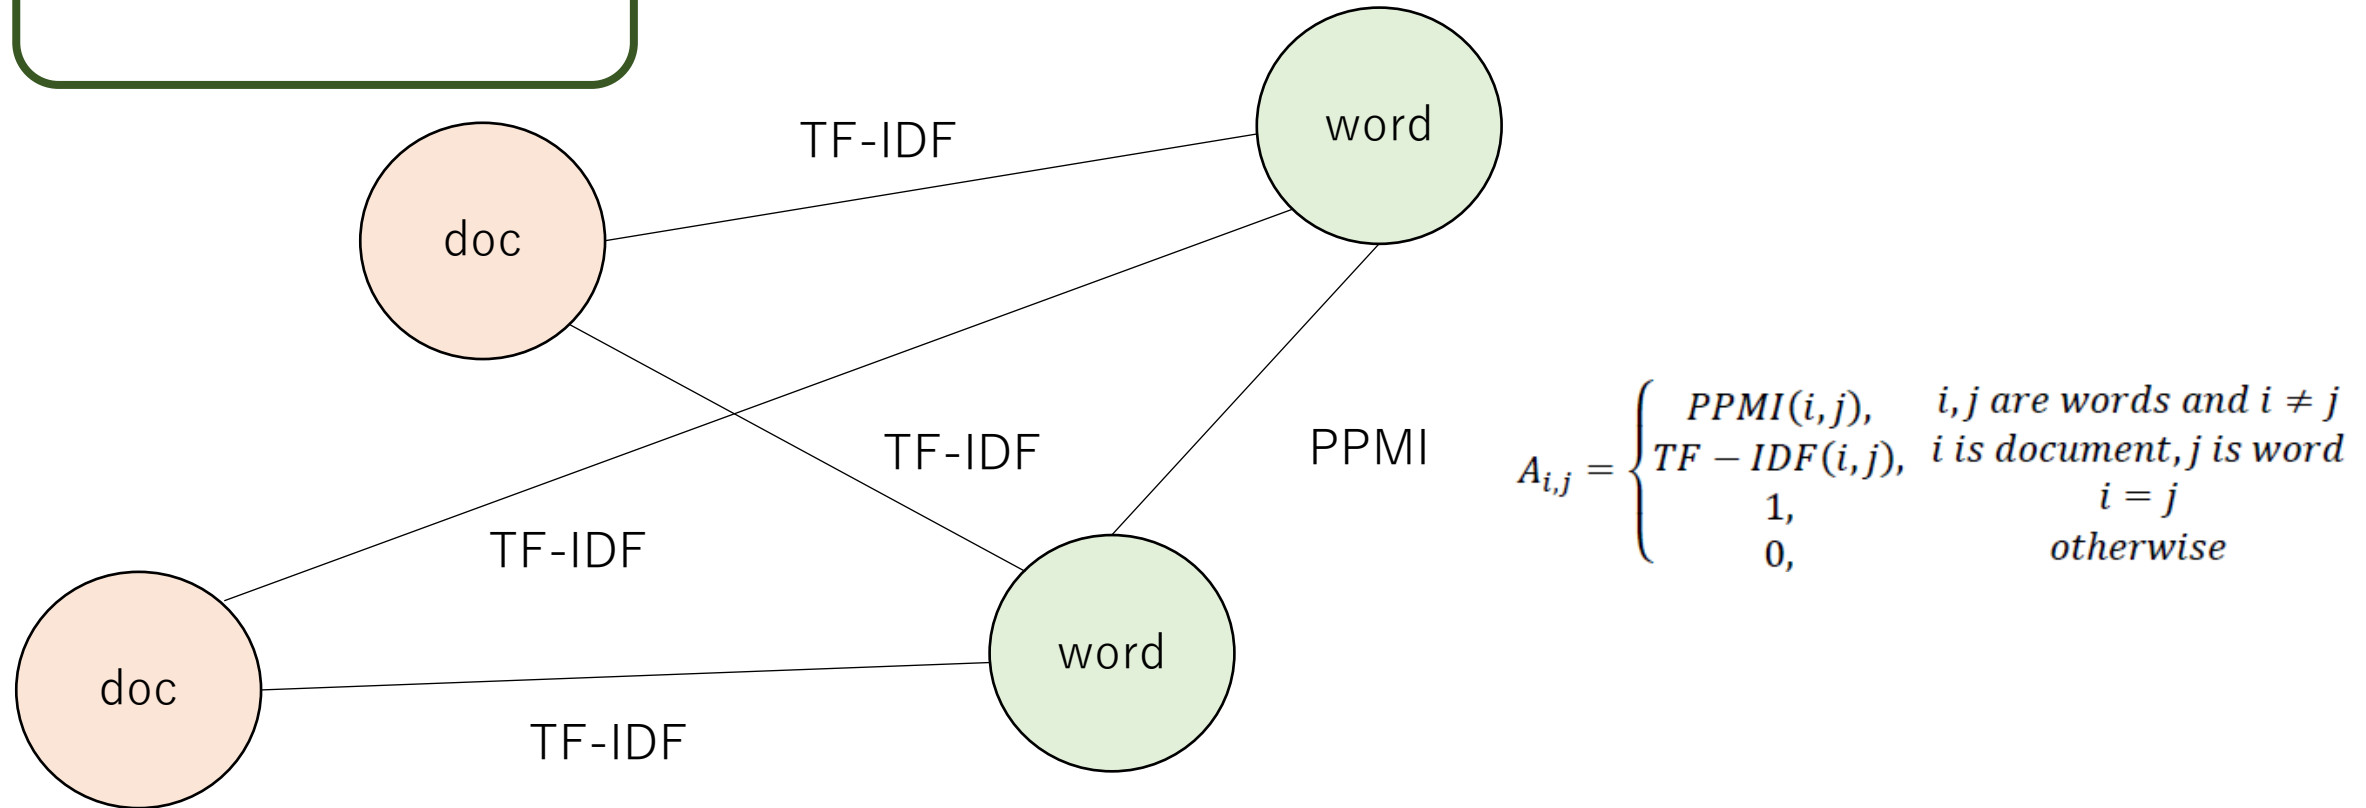 word
TF-IDF
doc
TF-IDF
PPMI
TF-IDF
word
doc
TF-IDF
A_{i,j} = { PPMI(i, j), i, j are words and i ≠ j
TF − IDF(i, j), i is document, j is word
1, i = j
0, otherwise